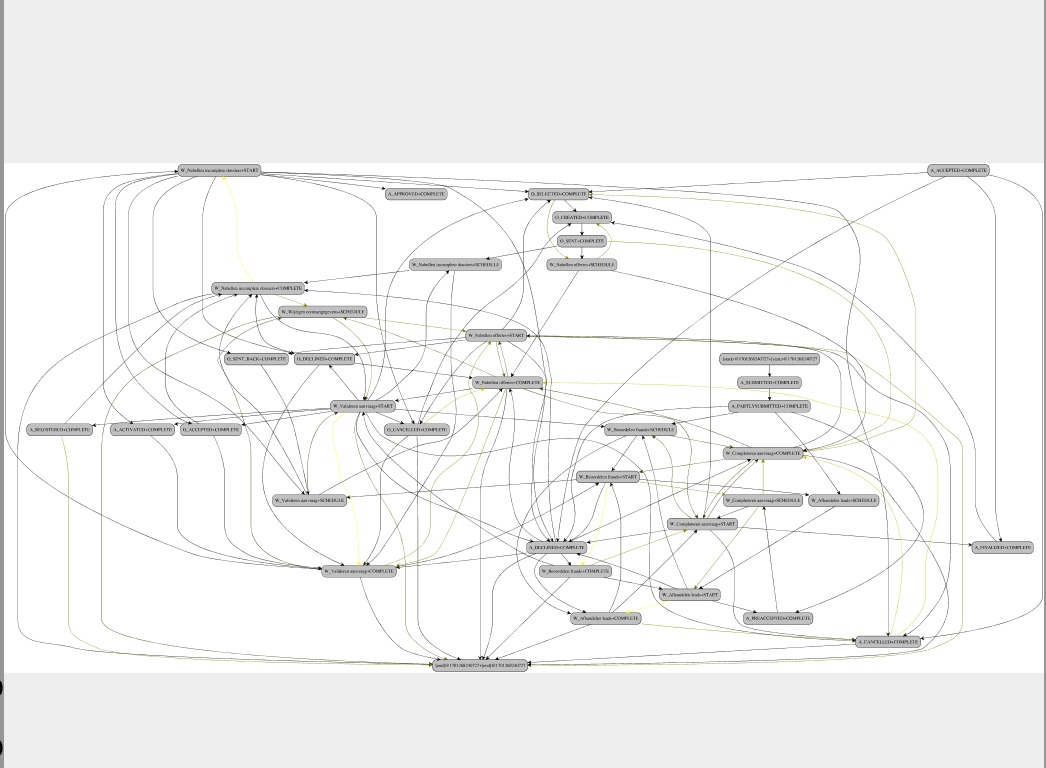 W_Nabellen incomplete dossiers+START
A_ACCEPTED+COMPLETE
A_APPROVED+COMPLETE
O_SELECTED+COMPLETE
O_CREATED+COMPLETE
O_SENT+COMPLETE
W_Nabellen incomplete dossiers+SCHEDULE
W_Nabellen offertes+SCHEDULE
W_Nabellen incomplete dossiers+COMPLETE
W_Wijzigen contractgegevens+SCHEDULE
W_Nabellen offertes+START
O_SENT_BACK+COMPLETE
O_DECLINED+COMPLETE
[start>@1701268240727+[start>@1701268240727
A_SUBMITTED+COMPLETE
W_Nabellen offertes+COMPLETE
W_Valideren aanvraag+START
A_PARTLYSUBMITTED+COMPLETE
A_REGISTERED+COMPLETE
A_ACTIVATED+COMPLETE
O_ACCEPTED+COMPLETE
O_CANCELLED+COMPLETE
W_Beoordelen fraude+SCHEDULE
W_Completeren aanvraag+COMPLETE
W_Beoordelen fraude+START
W_Valideren aanvraag+SCHEDULE
W_Completeren aanvraag+SCHEDULE
W_Afhandelen leads+SCHEDULE
W_Completeren aanvraag+START
A_DECLINED+COMPLETE
A_FINALIZED+COMPLETE
W_Valideren aanvraag+COMPLETE
W_Beoordelen fraude+COMPLETE
W_Afhandelen leads+START
W_Afhandelen leads+COMPLETE
A_PREACCEPTED+COMPLETE
A_CANCELLED+COMPLETE
[end]@1701268240727+[end]@1701268240727